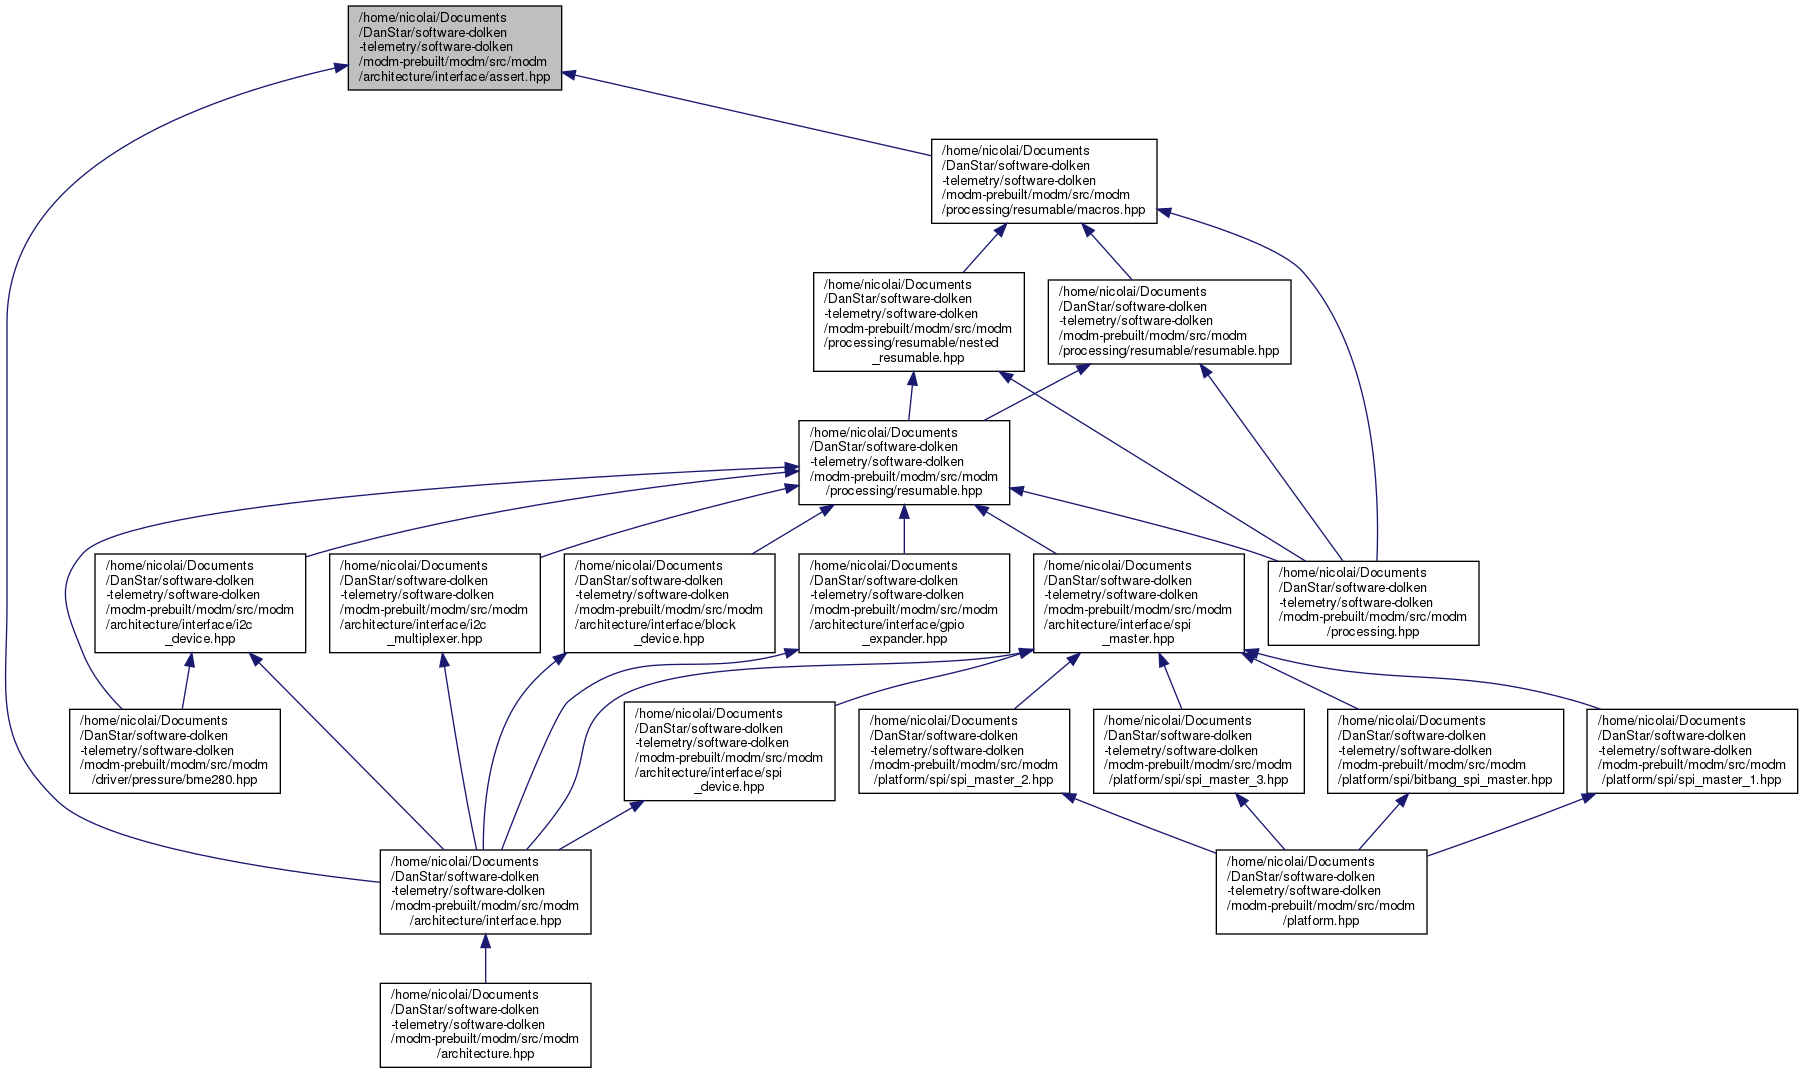 /home/nicolai/Documents
/DanStar/software-dolken
-telemetry/software-dolken
/modm-prebuilt/modm/src/modm
/architecture/interface/assert.hpp
/home/nicolai/Documents
/DanStar/software-dolken
-telemetry/software-dolken
/modm-prebuilt/modm/src/modm
/processing/resumable/macros.hpp
/home/nicolai/Documents
/DanStar/software-dolken
-telemetry/software-dolken
/modm-prebuilt/modm/src/modm
/processing/resumable/nested
_resumable.hpp
/home/nicolai/Documents
/DanStar/software-dolken
-telemetry/software-dolken
/modm-prebuilt/modm/src/modm
/processing/resumable/resumable.hpp
/home/nicolai/Documents
/DanStar/software-dolken
-telemetry/software-dolken
/modm-prebuilt/modm/src/modm
/processing/resumable.hpp
/home/nicolai/Documents
/DanStar/software-dolken
-telemetry/software-dolken
/modm-prebuilt/modm/src/modm
/architecture/interface/i2c
_device.hpp
/home/nicolai/Documents
/DanStar/software-dolken
-telemetry/software-dolken
/modm-prebuilt/modm/src/modm
/architecture/interface/i2c
_multiplexer.hpp
/home/nicolai/Documents
/DanStar/software-dolken
-telemetry/software-dolken
/modm-prebuilt/modm/src/modm
/architecture/interface/block
_device.hpp
/home/nicolai/Documents
/DanStar/software-dolken
-telemetry/software-dolken
/modm-prebuilt/modm/src/modm
/architecture/interface/gpio
_expander.hpp
/home/nicolai/Documents
/DanStar/software-dolken
-telemetry/software-dolken
/modm-prebuilt/modm/src/modm
/architecture/interface/spi
_master.hpp
/home/nicolai/Documents
/DanStar/software-dolken
-telemetry/software-dolken
/modm-prebuilt/modm/src/modm
/processing.hpp
/home/nicolai/Documents
/DanStar/software-dolken
-telemetry/software-dolken
/modm-prebuilt/modm/src/modm
/driver/pressure/bme280.hpp
/home/nicolai/Documents
/DanStar/software-dolken
-telemetry/software-dolken
/modm-prebuilt/modm/src/modm
/architecture/interface/spi
_device.hpp
/home/nicolai/Documents
/DanStar/software-dolken
-telemetry/software-dolken
/modm-prebuilt/modm/src/modm
/platform/spi/spi_master_2.hpp
/home/nicolai/Documents
/DanStar/software-dolken
-telemetry/software-dolken
/modm-prebuilt/modm/src/modm
/platform/spi/spi_master_3.hpp
/home/nicolai/Documents
/DanStar/software-dolken
-telemetry/software-dolken
/modm-prebuilt/modm/src/modm
/platform/spi/bitbang_spi_master.hpp
/home/nicolai/Documents
/DanStar/software-dolken
-telemetry/software-dolken
/modm-prebuilt/modm/src/modm
/platform/spi/spi_master_1.hpp
/home/nicolai/Documents
/DanStar/software-dolken
-telemetry/software-dolken
/modm-prebuilt/modm/src/modm
/architecture/interface.hpp
/home/nicolai/Documents
/DanStar/software-dolken
-telemetry/software-dolken
/modm-prebuilt/modm/src/modm
/platform.hpp
/home/nicolai/Documents
/DanStar/software-dolken
-telemetry/software-dolken
/modm-prebuilt/modm/src/modm
/architecture.hpp